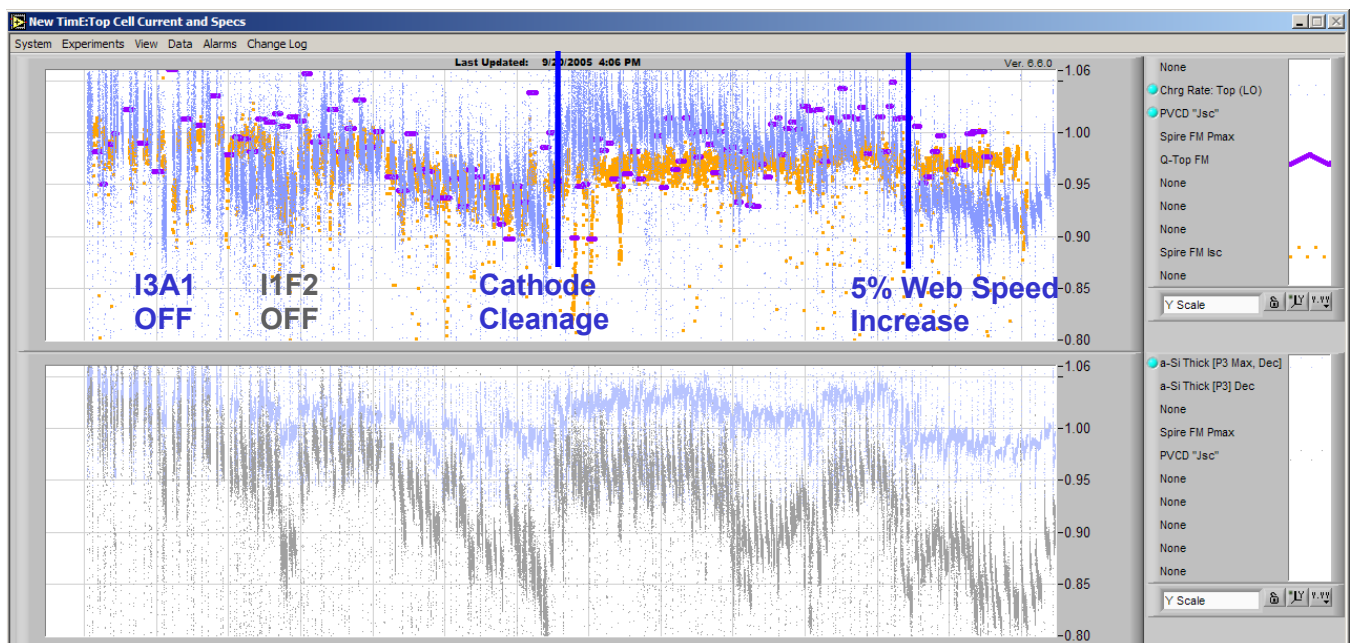 New TimE:Top Cell Current and Specs
System Experiments View Data Alarms Change Log
Last Updated: 9/20/2005 4:06 PM
Ver. 6.6.0
1.06
1.00
0.95
0.90
0.85
0.80
I3A1
OFF
I1F2
OFF
Cathode
Cleanage
5% Web Speed
Increase
None
Chrg Rate: Top (LO)
PVCD "Jsc"
Spire FM Pmax
Q-Top FM
None
None
None
Spire FM Isc
None
Y Scale
1.06
1.00
0.95
0.90
0.85
0.80
a-Si Thick [P3 Max, Dec]
a-Si Thick [P3] Dec
None
Spire FM Pmax
PVCD "Jsc"
None
None
None
None
None
Y Scale